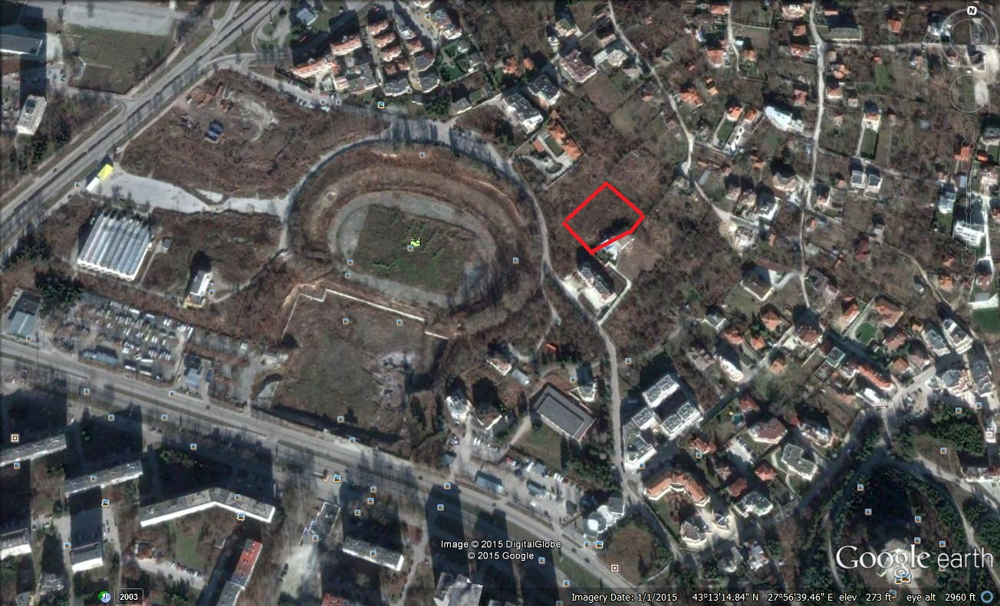 N
Image © 2015 DigitalGlobe
© 2015 Google
Google earth
2003
Imagery Date: 1/1/2015 43°13'14.84" N 27°56'39.46" E elev 273 ft eye alt 2960 ft